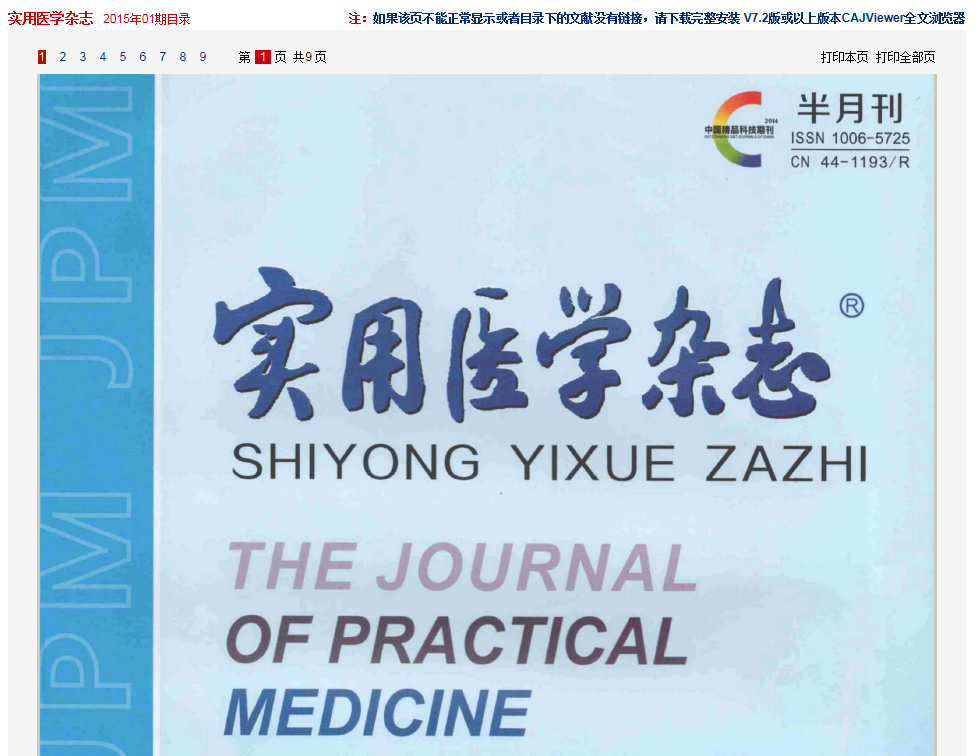 实用医学杂志 2015年01期目录
注：如果该页不能正常显示或者目录下的文献没有链接，请下载完整安装 V7.2版或以上版本CAJViewer全文浏览器
1 2 3 4 5 6 7 8 9 第 1 页 共9页
打印本页 打印全部页
半月刊
2014
中国精品科技期刊
ISSN 1006-5725
CN 44-1193/R
实用医学杂志®
SHIYONG YIXUE ZAZHI
THE JOURNAL
OF PRACTICAL
MEDICINE
JPM JPM